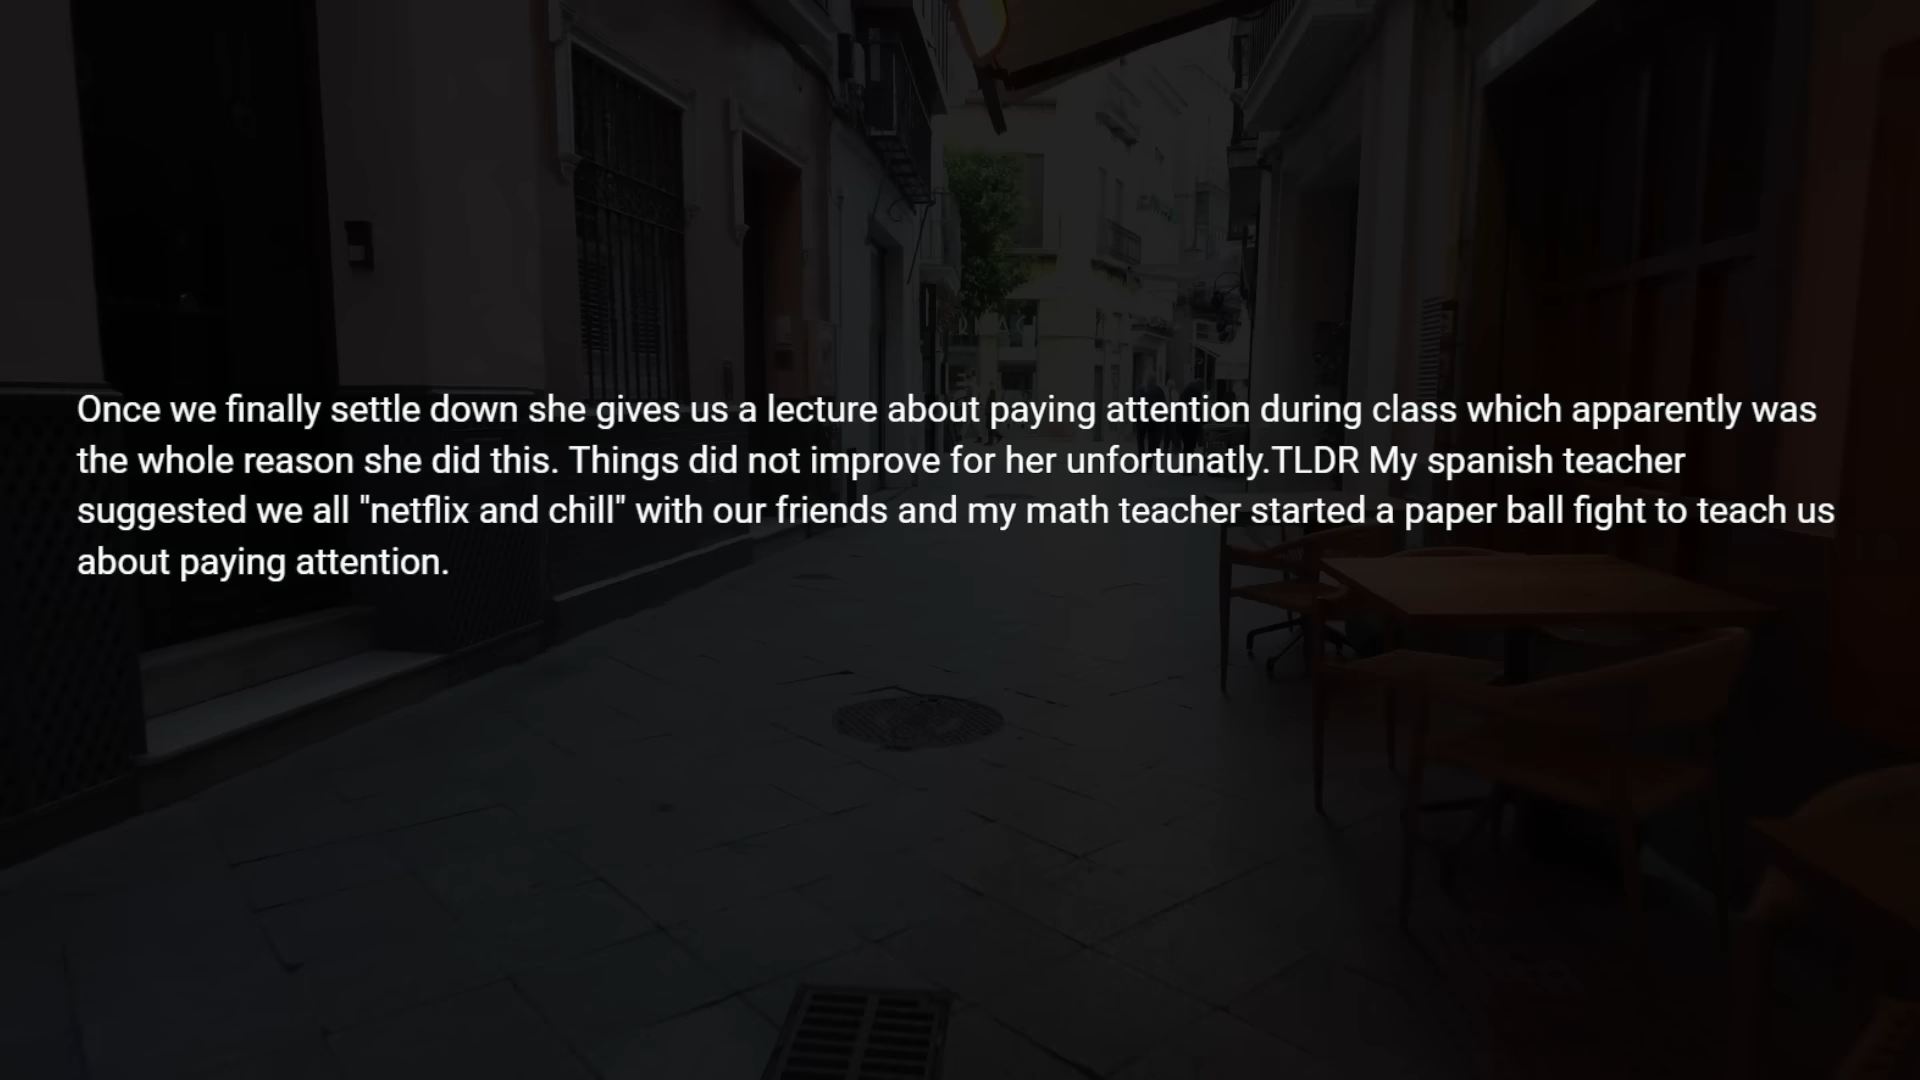 Once we finally settle down she gives us a lecture about paying attention during class which apparently was
the whole reason she did this. Things did not improve for her unfortunatly.TLDR My spanish teacher
suggested we all "netflix and chill" with our friends and my math teacher started a paper ball fight to teach us
about paying attention.